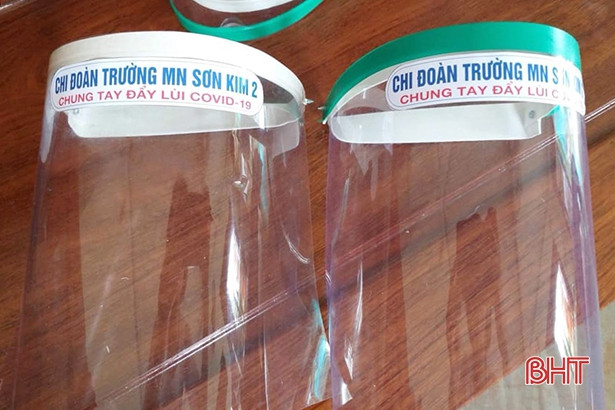 CHI ĐOÀN TRƯỜNG MN SƠN KIM 2
CHUNG TAY ĐẨY LÙI COVID-19
CHI ĐOÀN TRƯỜNG MN
CHUNG TAY ĐẨY LÙI
BHT